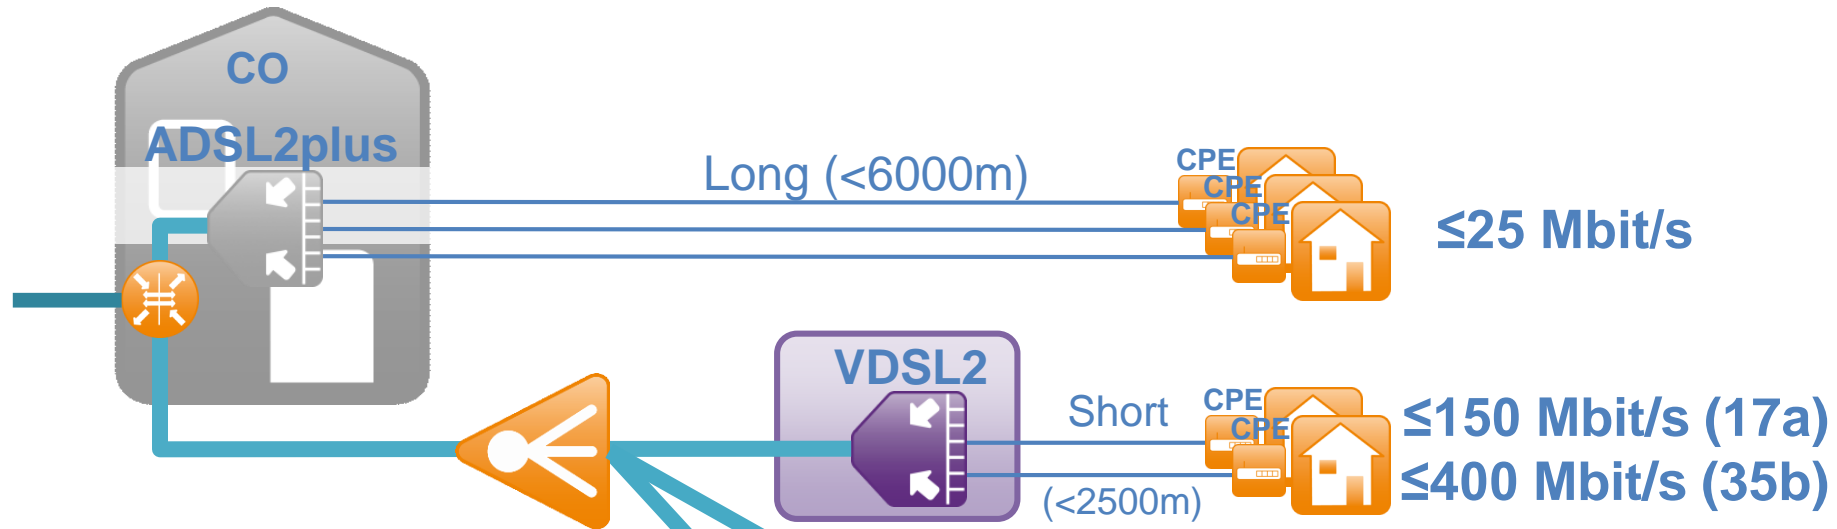 CO
ADSL2plus
Long (<6000m)
CPE
CPE
CPE
≤25 Mbit/s
VDSL2
Short
(<2500m)
CPE
CPE
≤150 Mbit/s (17a)
≤400 Mbit/s (35b)